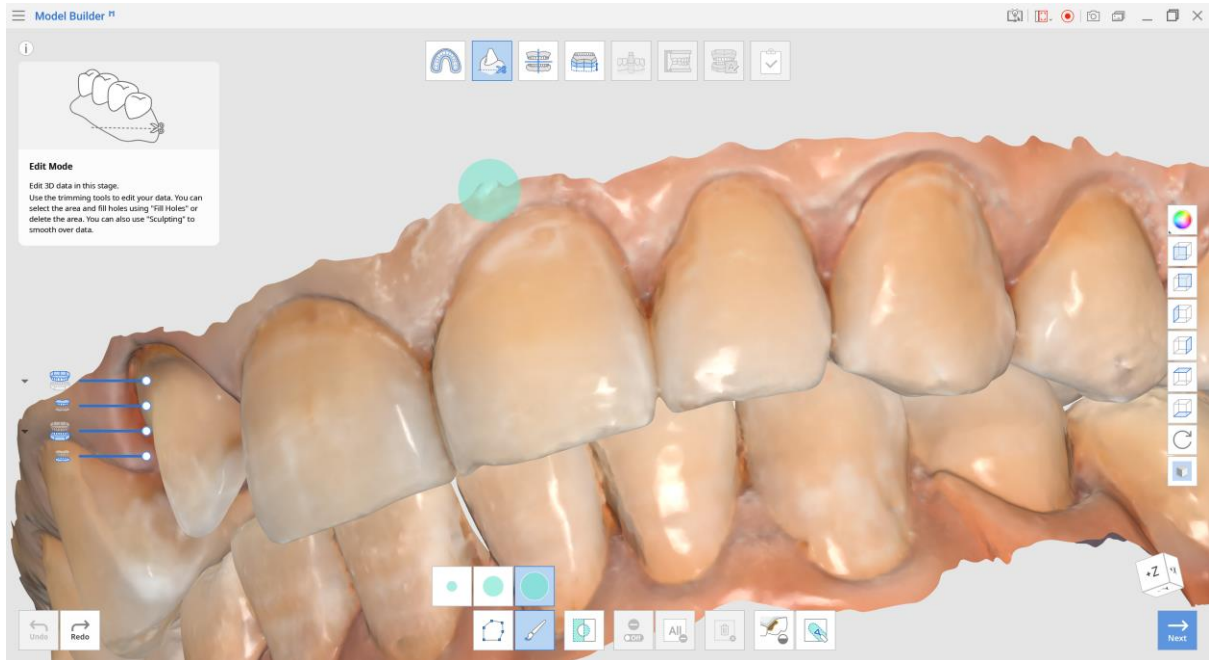 Model Builder
Edit Mode
Edit 3D data in this stage.
Use the trimming tools to edit your data. You can
select the area and fill holes using "Fill Holes" or
delete the area. You can also use "Sculpting" to
smooth over data.
+Z
Undo
Redo
Off
All
Next